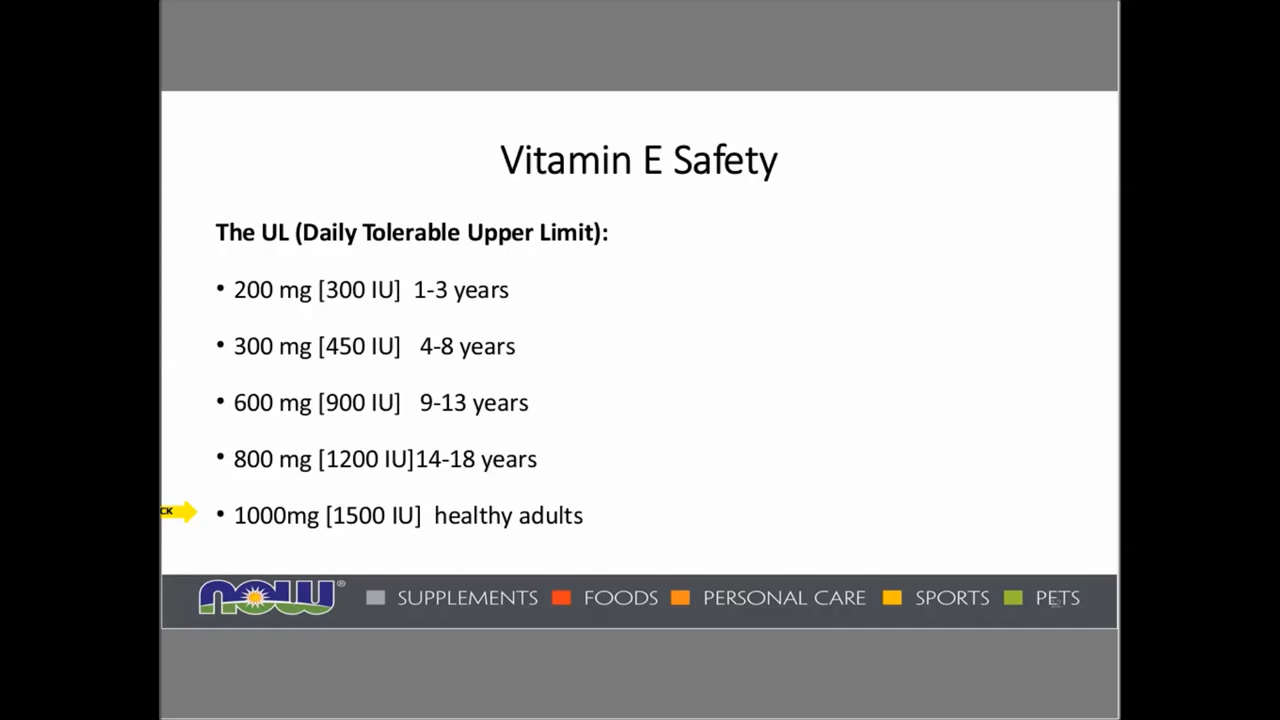 Vitamin E Safety
The UL (Daily Tolerable Upper Limit):
• 200 mg [300 IU] 1-3 years
• 300 mg [450 IU] 4-8 years
• 600 mg [900 IU] 9-13 years
• 800 mg [1200 IU]14-18 years
CK
• 1000mg [1500 IU] healthy adults
NOW® SUPPLEMENTS FOODS PERSONAL CARE SPORTS PETS